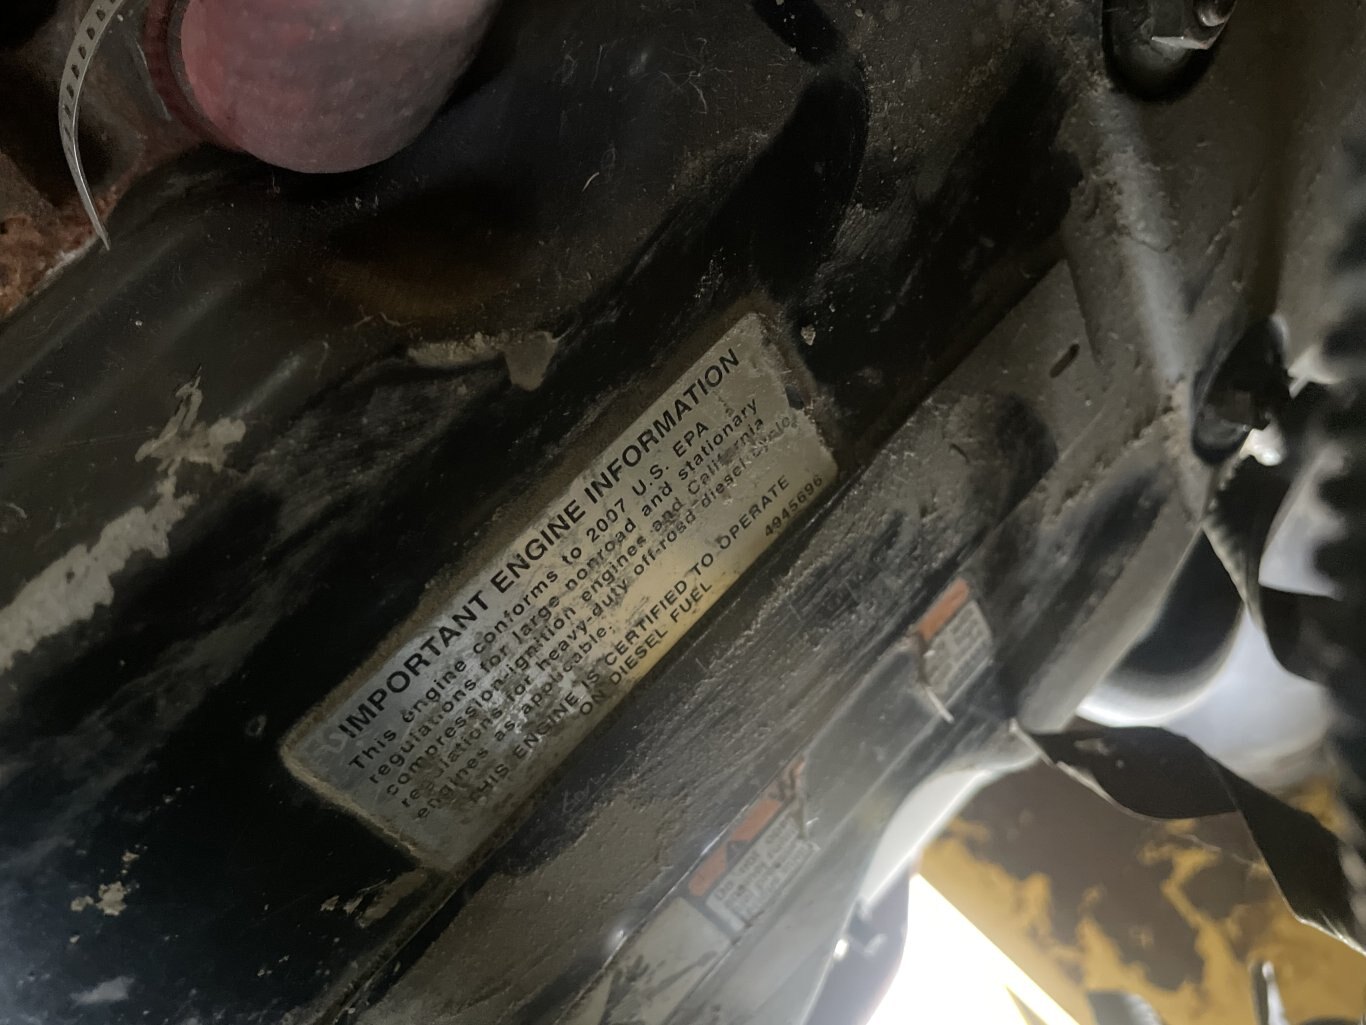 IMPORTANT ENGINE INFORMATION
This engine conforms to 2007 U.S. EPA
regulations for large nonroad and stationary
compression-ignition engines and California
regulations for heavy-duty off-road diesel cycle
engines as applicable.
THIS ENGINE IS CERTIFIED TO OPERATE
ON DIESEL FUEL
4945696